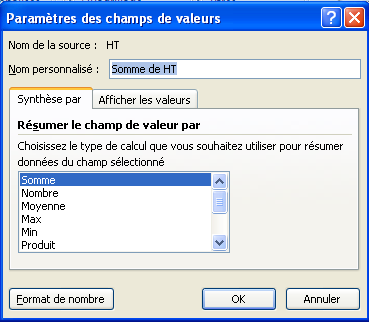 Paramètres des champs de valeurs
Nom de la source : HT
Nom personnalisé : Somme de HT
Synthèse par Afficher les valeurs
Résumer le champ de valeur par
Choisissez le type de calcul que vous souhaitez utiliser pour résumer
données du champ sélectionné
Somme
Nombre
Moyenne
Max
Min
Produit
Format de nombre OK Annuler